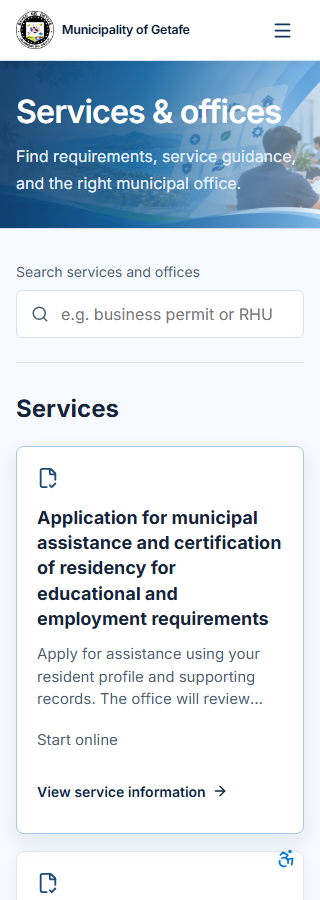 Municipality of Getafe
Services & offices
Find requirements, service guidance,
and the right municipal office.
Search services and offices
e.g. business permit or RHU
Services
Application for municipal
assistance and certification
of residency for
educational and
employment requirements
Apply for assistance using your
resident profile and supporting
records. The office will review...
Start online
View service information →